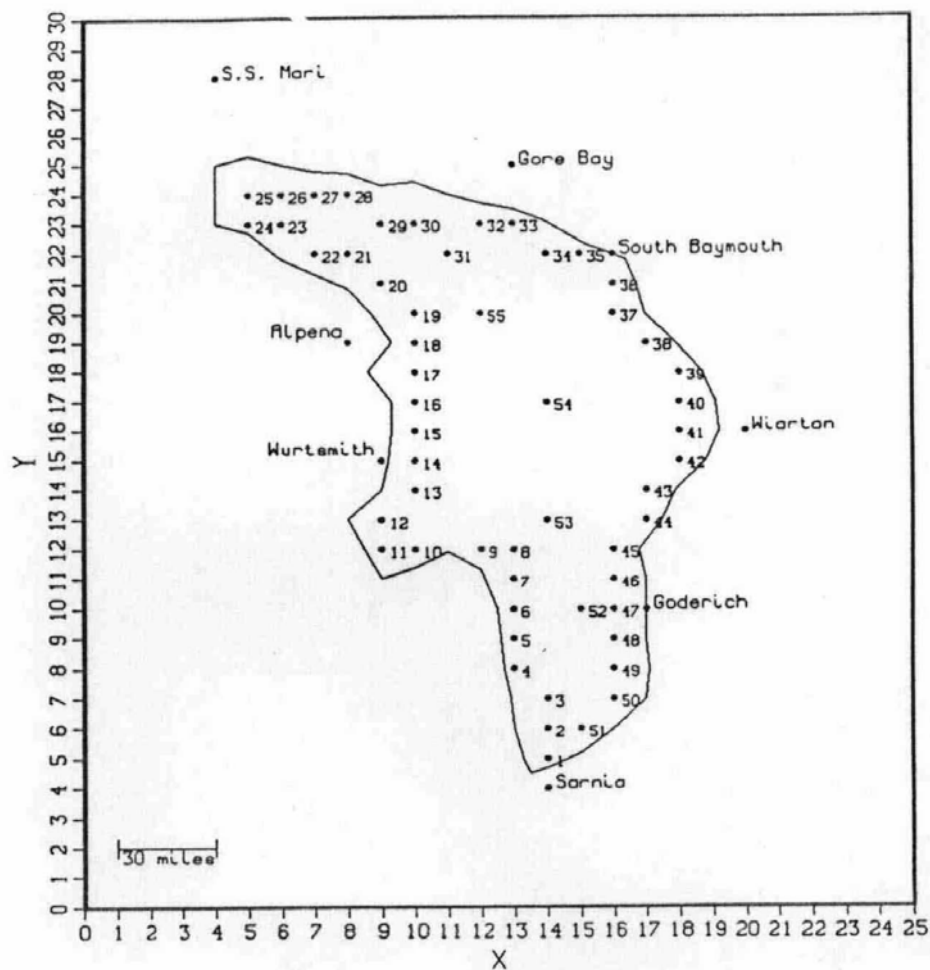 30
29
28 S.S. Mari
27
26
25 Gore Bay
24 25 26 27 28
23 24 23 29 30 32 33
22 22 21 31 34 35 South Baymouth
21 20 36
20 19 55 37
19 Alpena 18 38
18 17 39
17 16 54 40
16 15 41 Wiarton
15 Wurtsmith 14 42
14 13 43
13 12 53 44
12 11 10 9 8 45
11 7 46
10 6 52 47 Goderich
9 5 48
8 4 49
7 3 50
6 2 51
5 1
4 Sarnia
3
2 30 miles
1
0
Y
0 1 2 3 4 5 6 7 8 9 10 11 12 13 14 15 16 17 18 19 20 21 22 23 24 25
X